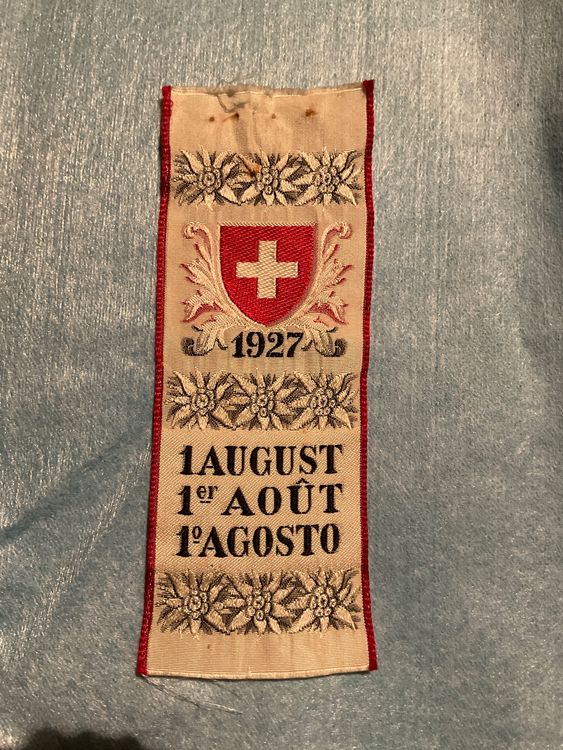 1927
1 AUGUST
1er AOÛT
1º AGOSTO